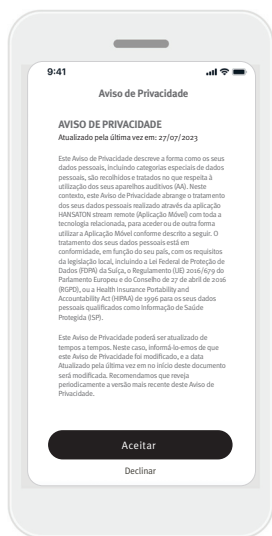 9:41
Aviso de Privacidade
AVISO DE PRIVACIDADE
Atualizado pela última vez em: 27/07/2023
Este Aviso de Privacidade descreve a forma como os seus
dados pessoais, incluindo categorias especiais de dados
pessoais, são recolhidos e tratados no que respeita à
utilização dos seus aparelhos auditivos (AA). Neste
contexto, este Aviso de Privacidade abrange o tratamento
dos seus dados pessoais realizado através da aplicação
HANSATON stream remote (Aplicação Móvel) com toda a
tecnologia relacionada, para aceder ou de outra forma
utilizar a Aplicação Móvel conforme descrito a seguir. O
tratamento dos seus dados pessoais está em
conformidade, em função do seu país, com os requisitos
da legislação local, incluindo a Lei Federal de Proteção de
Dados (FDPA) da Suíça, o Regulamento (UE) 2016/679 do
Parlamento Europeu e do Conselho de 27 de abril de 2016
(RGPD), ou a Health Insurance Portability and
Accountability Act (HIPAA) de 1996 para os seus dados
pessoais qualificados como Informação de Saúde
Protegida (ISP).
Este Aviso de Privacidade poderá ser atualizado de
tempos a tempos. Neste caso, informá-lo-emos de que
este Aviso de Privacidade foi modificado, e a data
Atualizado pela última vez em no início deste documento
será modificada. Recomendamos que reveja
periodicamente a versão mais recente deste Aviso de
Privacidade.
Aceitar
Declinar